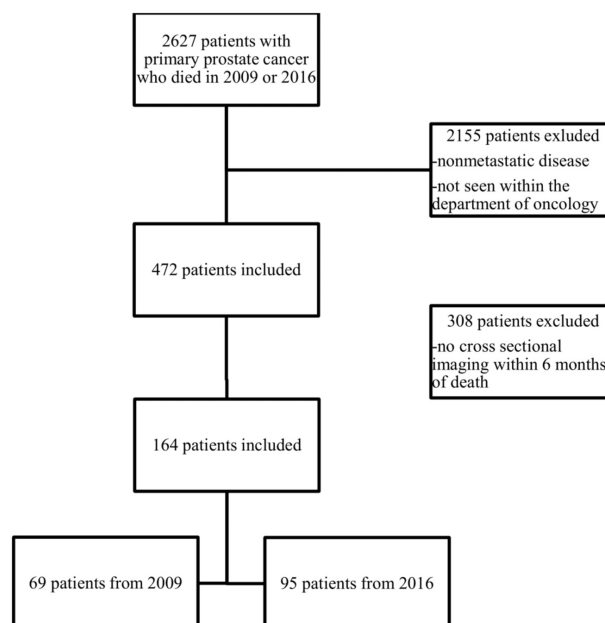 2627 patients with
primary prostate cancer
who died in 2009 or 2016
2155 patients exluded
-nonmetastatic disease
-not seen within the
department of oncology
472 patients included
308 patients excluded
-no cross sectional
imaging within 6 months
of death
164 patients included
69 patients from 2009
95 patients from 2016